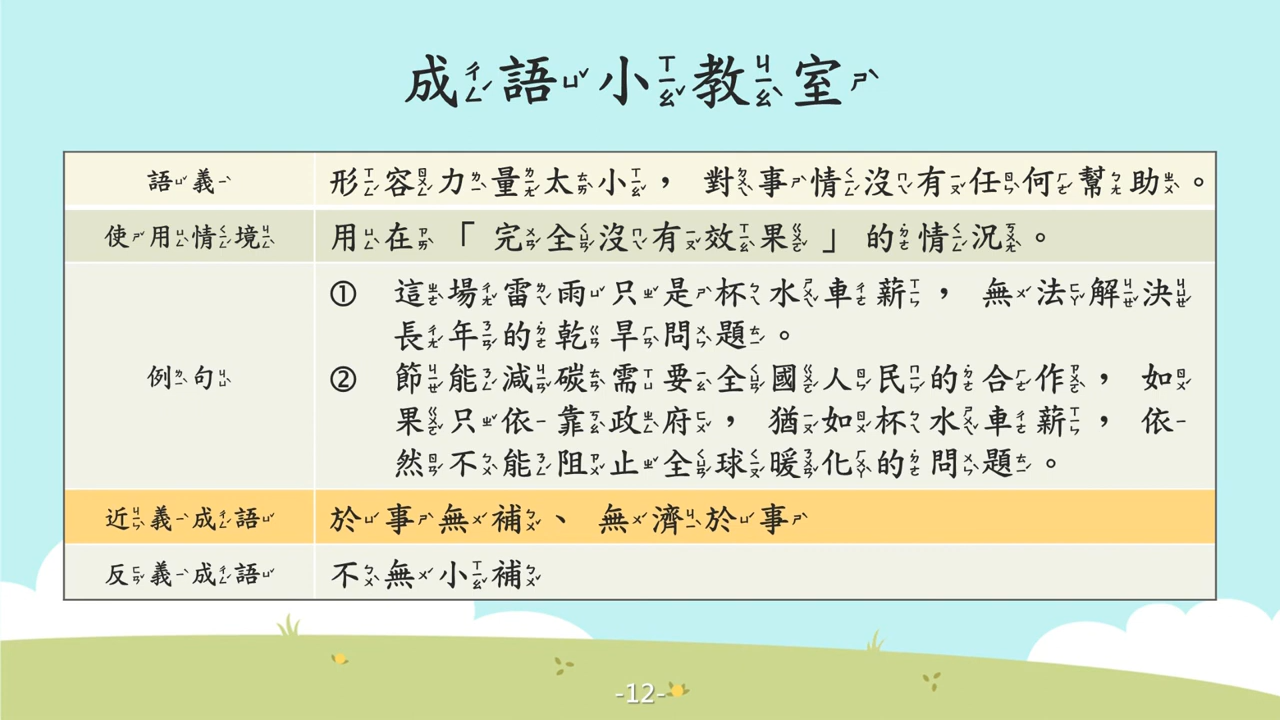 成語小教室
語義 形容力量太小，對事情沒有任何幫助。
使用情境 用在「完全沒有效果」的情況。
例句
① 這場雷雨只是杯水車薪，無法解決
長年的乾旱問題。
② 節能減碳需要全國人民的合作，如
果只依靠政府，猶如杯水車薪，依
然不能阻止全球暖化的問題。
近義成語 於事無補、無濟於事
反義成語 不無小補
-12-